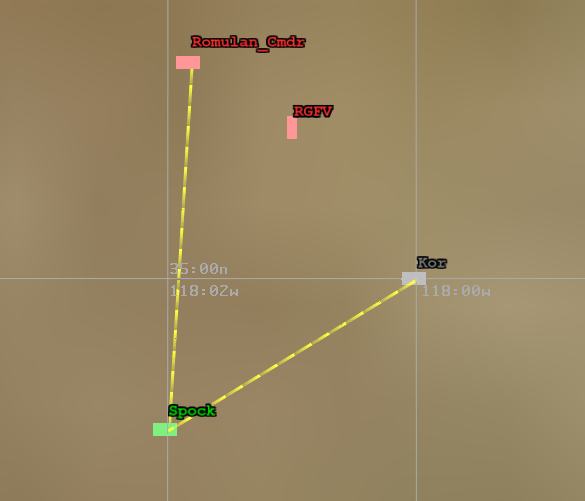 Romulan_Cmdr
RGFV
Kor
35:00n
118:02w
118:00w
Spock